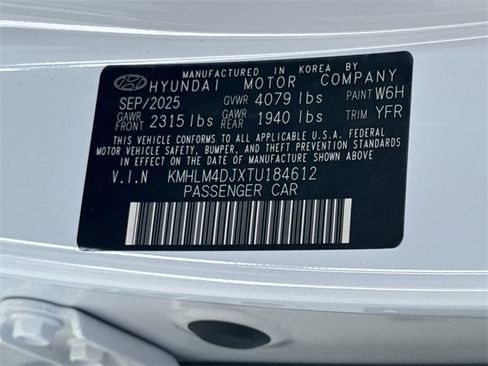 MANUFACTURED IN KOREA BY
HYUNDAI MOTOR COMPANY
SEP/2025 GVWR 4079 lbs PAINT W6H
GAWR FRONT 2315 lbs GAWR REAR 1940 lbs TRIM YFR
THIS VEHICLE CONFORMS TO ALL APPLICABLE U.S.A. FEDERAL
MOTOR VEHICLE SAFETY, BUMPER, AND THEFT PREVENTION STANDARDS
IN EFFECT ON THE DATE OF MANUFACTURE SHOWN ABOVE.
V.I.N KMHLM4DJXTU184612
PASSENGER CAR